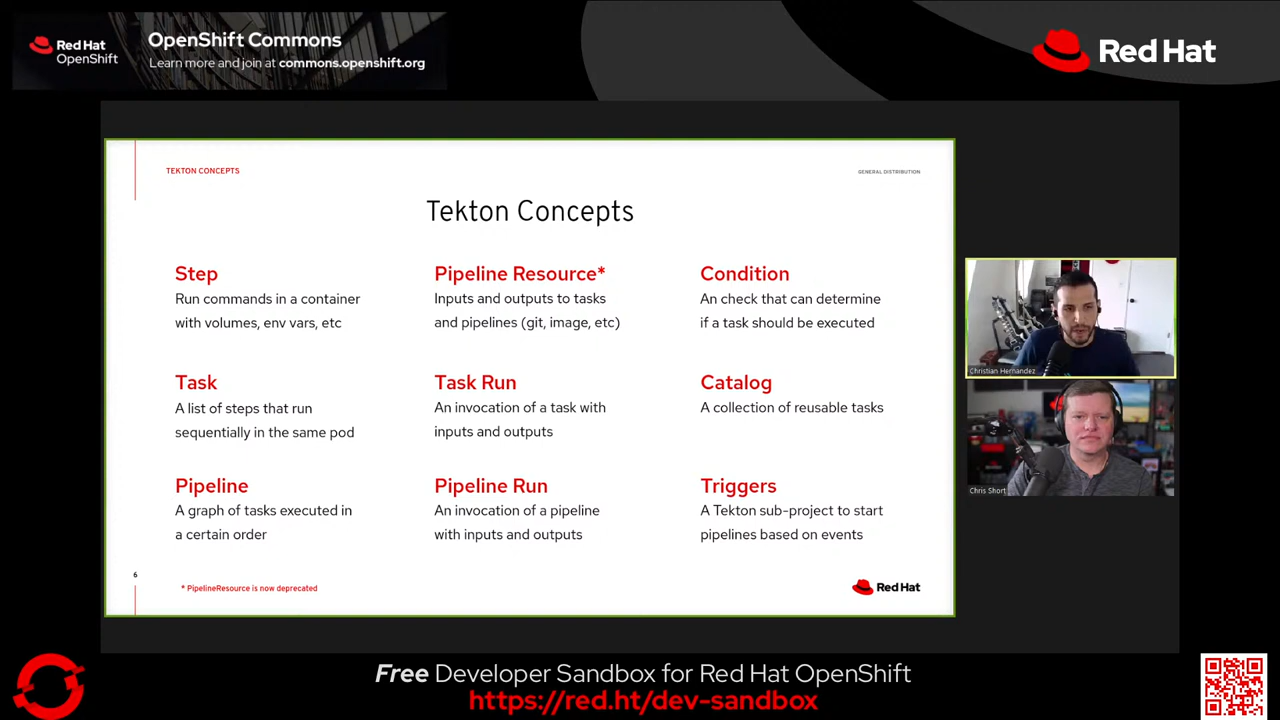 Red Hat
OpenShift
OpenShift Commons
Learn more and join at commons.openshift.org
Red Hat
TEKTON CONCEPTS
GENERAL DISTRIBUTION
Tekton Concepts
Step
Run commands in a container
with volumes, env vars, etc
Pipeline Resource*
Inputs and outputs to tasks
and pipelines (git, image, etc)
Condition
An check that can determine
if a task should be executed
Task
A list of steps that run
sequentially in the same pod
Task Run
An invocation of a task with
inputs and outputs
Catalog
A collection of reusable tasks
Pipeline
A graph of tasks executed in
a certain order
Pipeline Run
An invocation of a pipeline
with inputs and outputs
Triggers
A Tekton sub-project to start
pipelines based on events
6
* PipelineResource is now deprecated
Red Hat
Christian Hernandez
Chris Short
Free Developer Sandbox for Red Hat OpenShift
https://red.ht/dev-sandbox